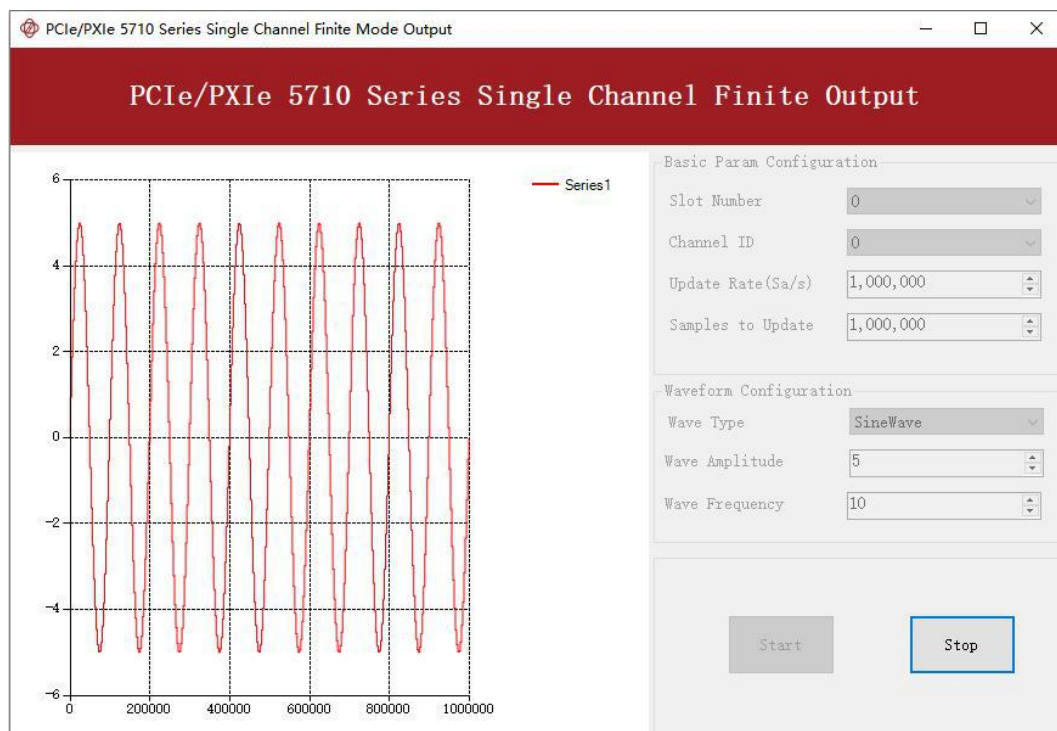 PCIe/PXIe 5710 Series Single Channel Finite Mode Output
PCIe/PXIe 5710 Series Single Channel Finite Output
6
4
2
0
-2
-4
-6
0
200000
400000
600000
800000
1000000
Series1
Basic Param Configuration
Slot Number 0
Channel ID 0
Update Rate(Sa/s) 1,000,000
Samples to Update 1,000,000
Waveform Configuration
Wave Type SineWave
Wave Amplitude 5
Wave Frequency 10
Start Stop